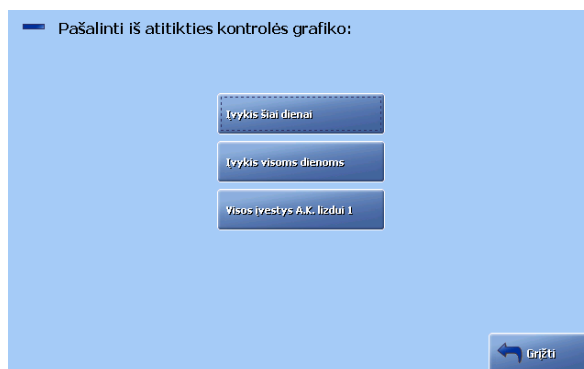 Pašalinti iš atitikties kontrolės grafiko:
Įvykis šiai dienai
Įvykis visoms dienoms
Visos įvestys A.K. lizdui 1
Grįžti